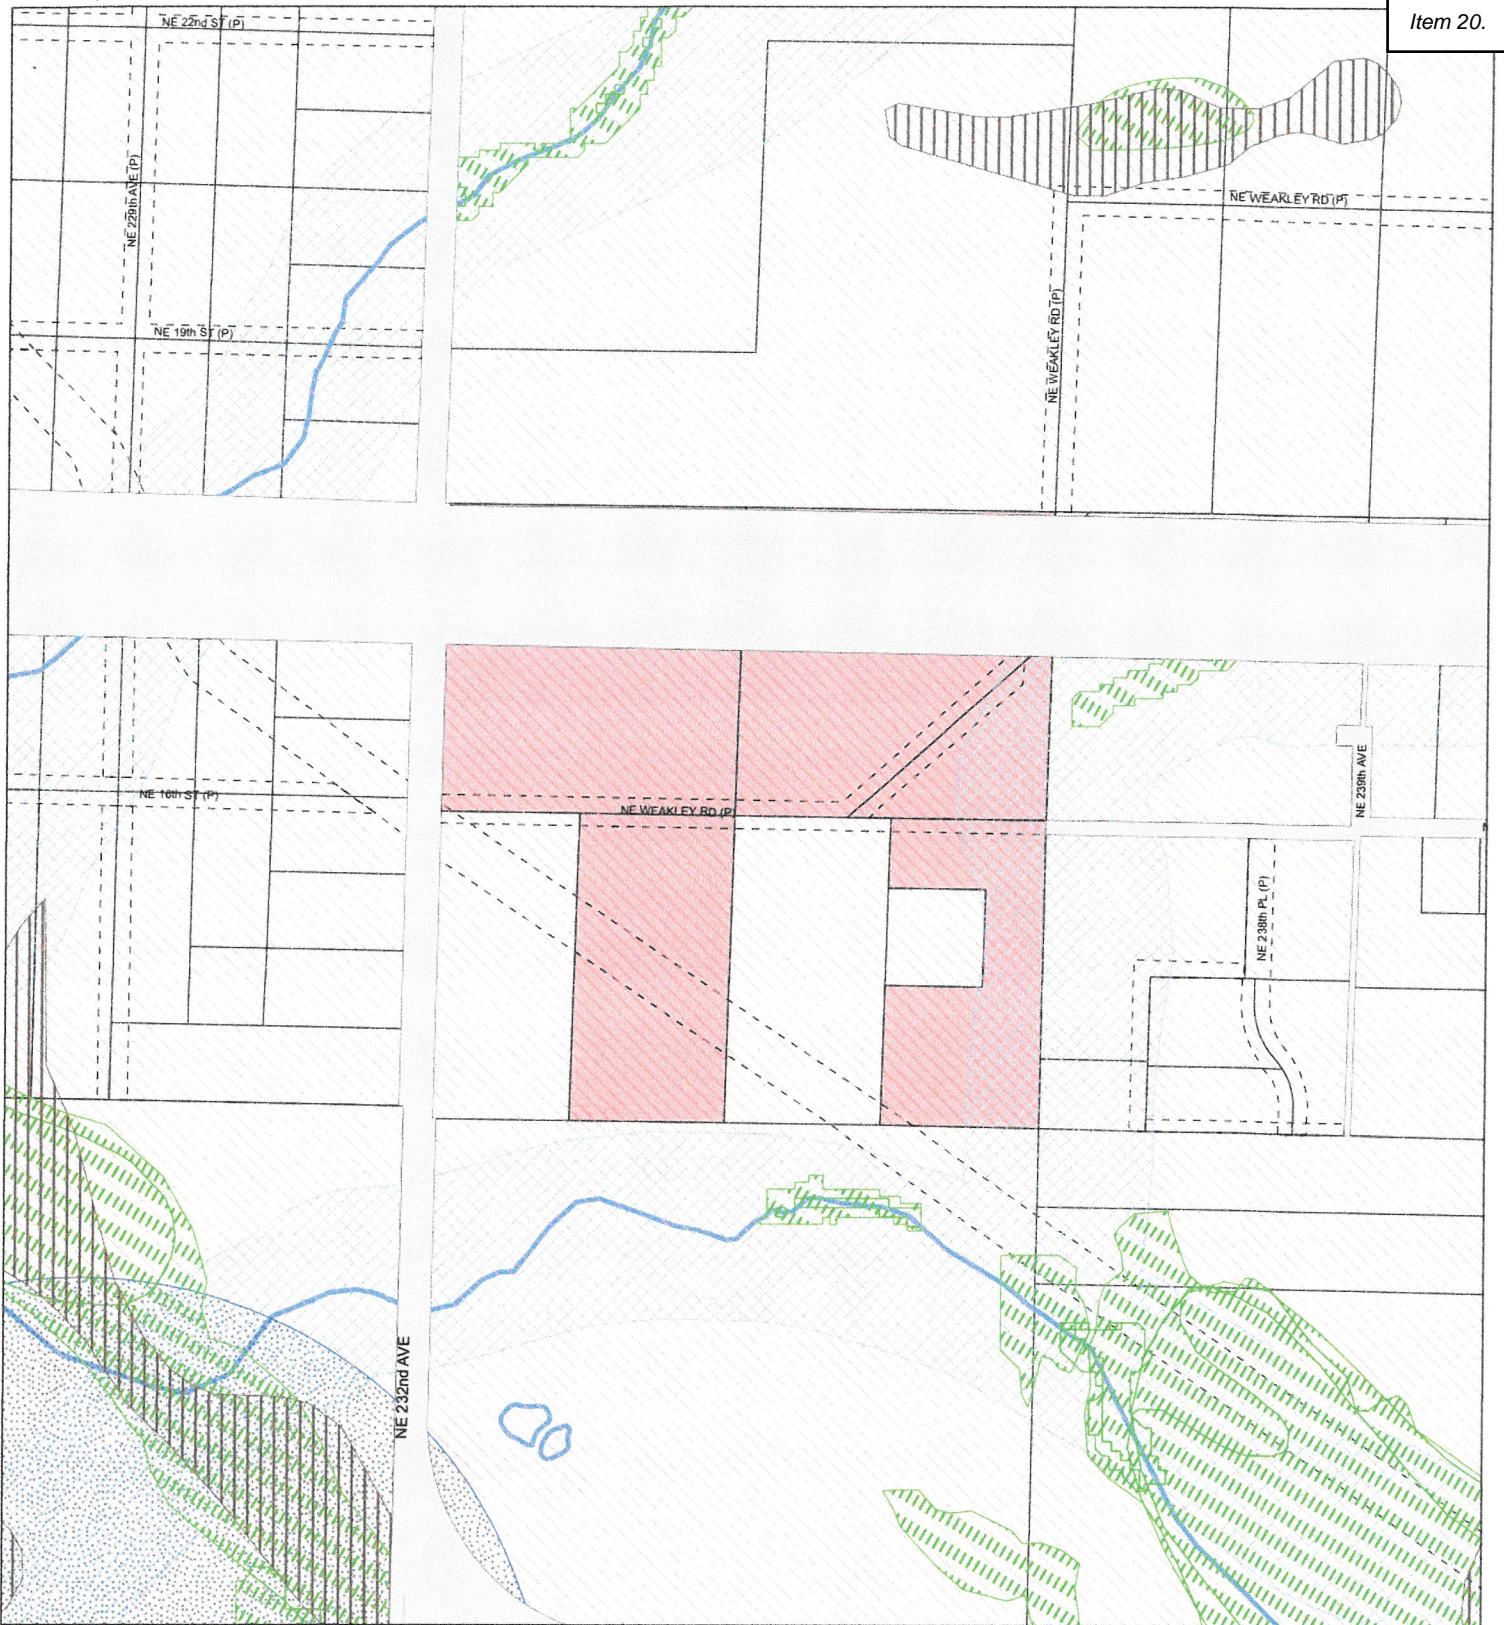 Item 20.
NE 22nd ST (P)
NE 229th AVE (P)
NE WEAKLEY RD (P)
NE 19th ST (P)
NE WEAKLEY RD (P)
NE 16th ST (P)
NE WEAKLEY RD (P)
NE 239th AVE
NE 238th PL (P)
NE 232nd AVE